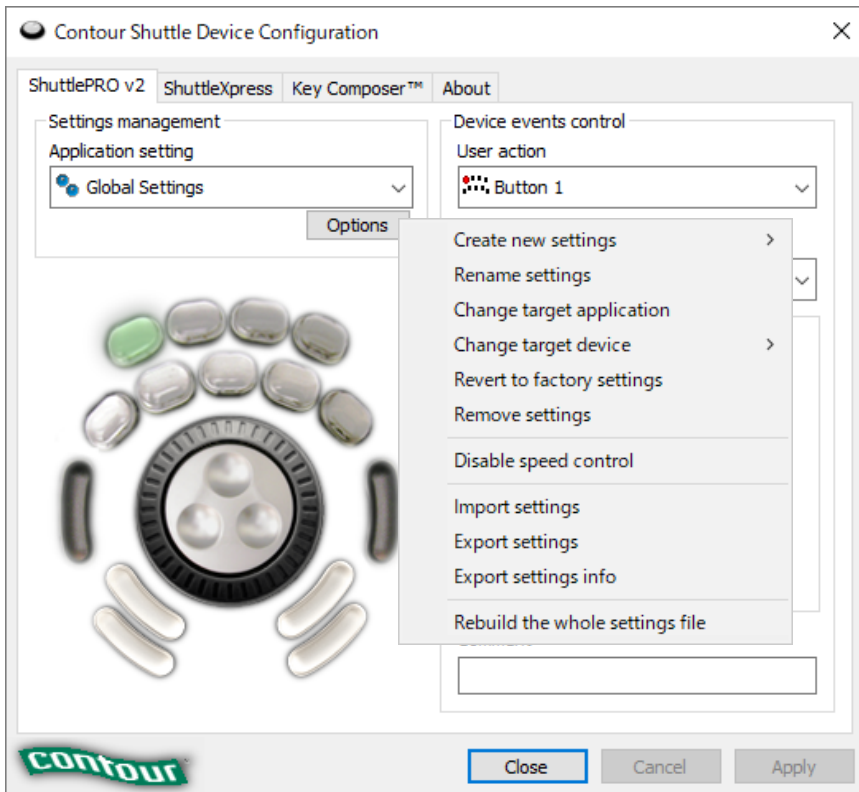 Contour Shuttle Device Configuration
ShuttlePRO v2
ShuttleXpress
Key Composer™
About
Settings management
Application setting
Global Settings
Options
Device events control
User action
Button 1
Create new settings
Rename settings
Change target application
Change target device
Revert to factory settings
Remove settings
Disable speed control
Import settings
Export settings
Export settings info
Rebuild the whole settings file
contour
Close
Cancel
Apply